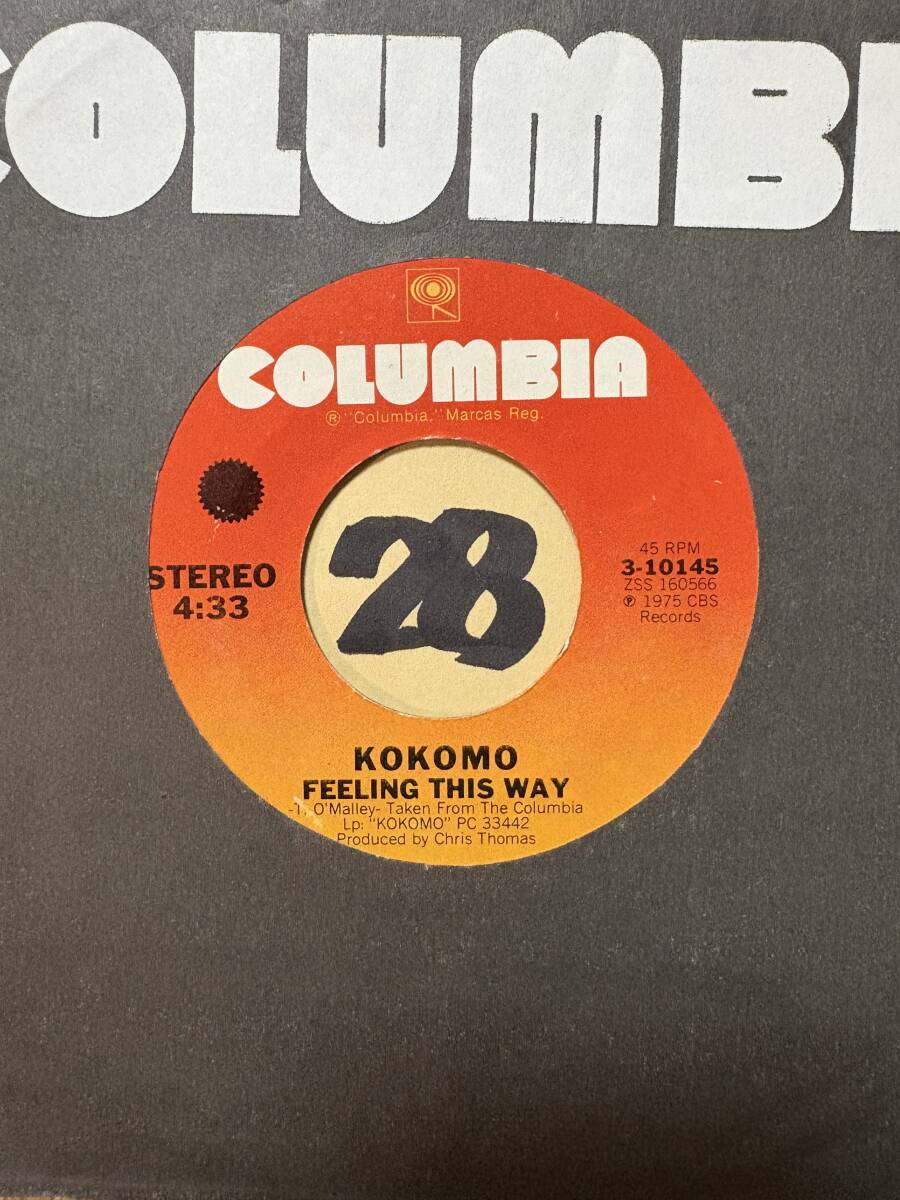 COLUMBI
COLUMBIA
® "Columbia," Marcas Reg.
STEREO
4:33
45 RPM
3-10145
ZSS 160566
℗ 1975 CBS
Records
28
KOKOMO
FEELING THIS WAY
-T. O'Malley- Taken From The Columbia
Lp: "KOKOMO" PC 33442
Produced by Chris Thomas